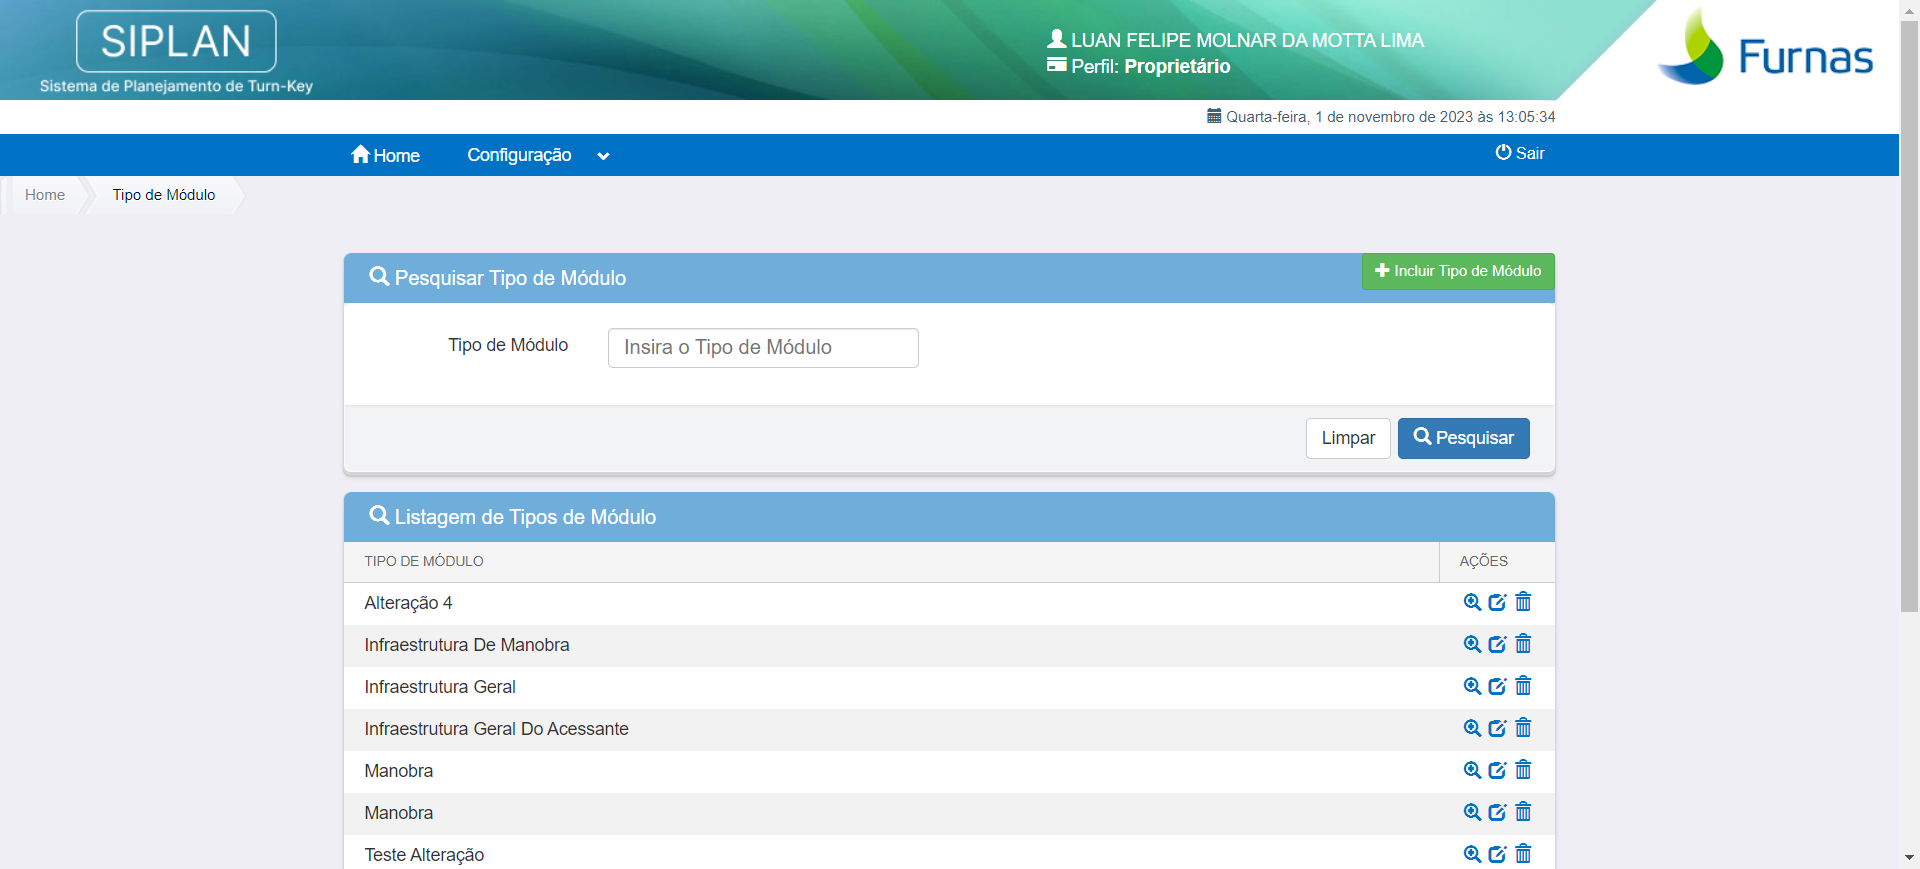 SIPLAN
Sistema de Planejamento de Turn-Key
LUAN FELIPE MOLNAR DA MOTTA LIMA
Perfil: Proprietário
Furnas
Quarta-feira, 1 de novembro de 2023 às 13:05:34
Home Configuração Sair
Home Tipo de Módulo
Pesquisar Tipo de Módulo Incluir Tipo de Módulo
Tipo de Módulo Insira o Tipo de Módulo
Limpar Pesquisar
Listagem de Tipos de Módulo
TIPO DE MÓDULO AÇÕES
Alteração 4
Infraestrutura De Manobra
Infraestrutura Geral
Infraestrutura Geral Do Acessante
Manobra
Manobra
Teste Alteração